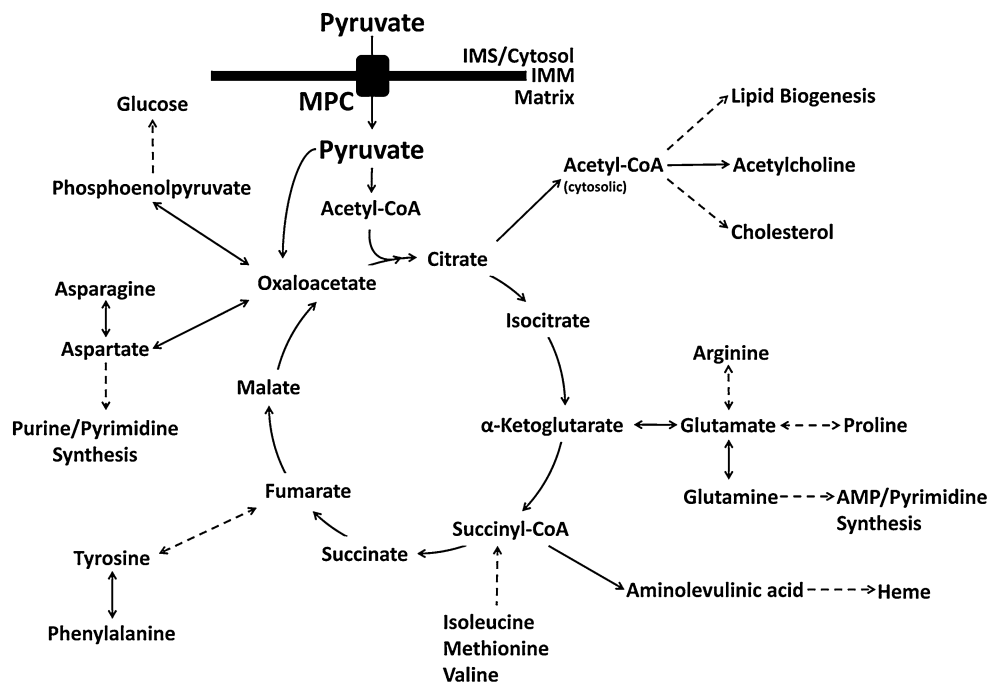 Pyruvate
IMS/Cytosol
IMM
Matrix
MPC
Glucose
Lipid Biogenesis
Pyruvate
Acetyl-CoA
(cytosolic)
Acetylcholine
Phosphoenolpyruvate
Acetyl-CoA
Cholesterol
Citrate
Oxaloacetate
Asparagine
Isocitrate
Aspartate
Arginine
Malate
Purine/Pyrimidine
Synthesis
α-Ketoglutarate
Glutamate
Proline
Fumarate
Glutamine
AMP/Pyrimidine
Synthesis
Succinyl-CoA
Succinate
Tyrosine
Aminolevulinic acid
Heme
Phenylalanine
Isoleucine
Methionine
Valine